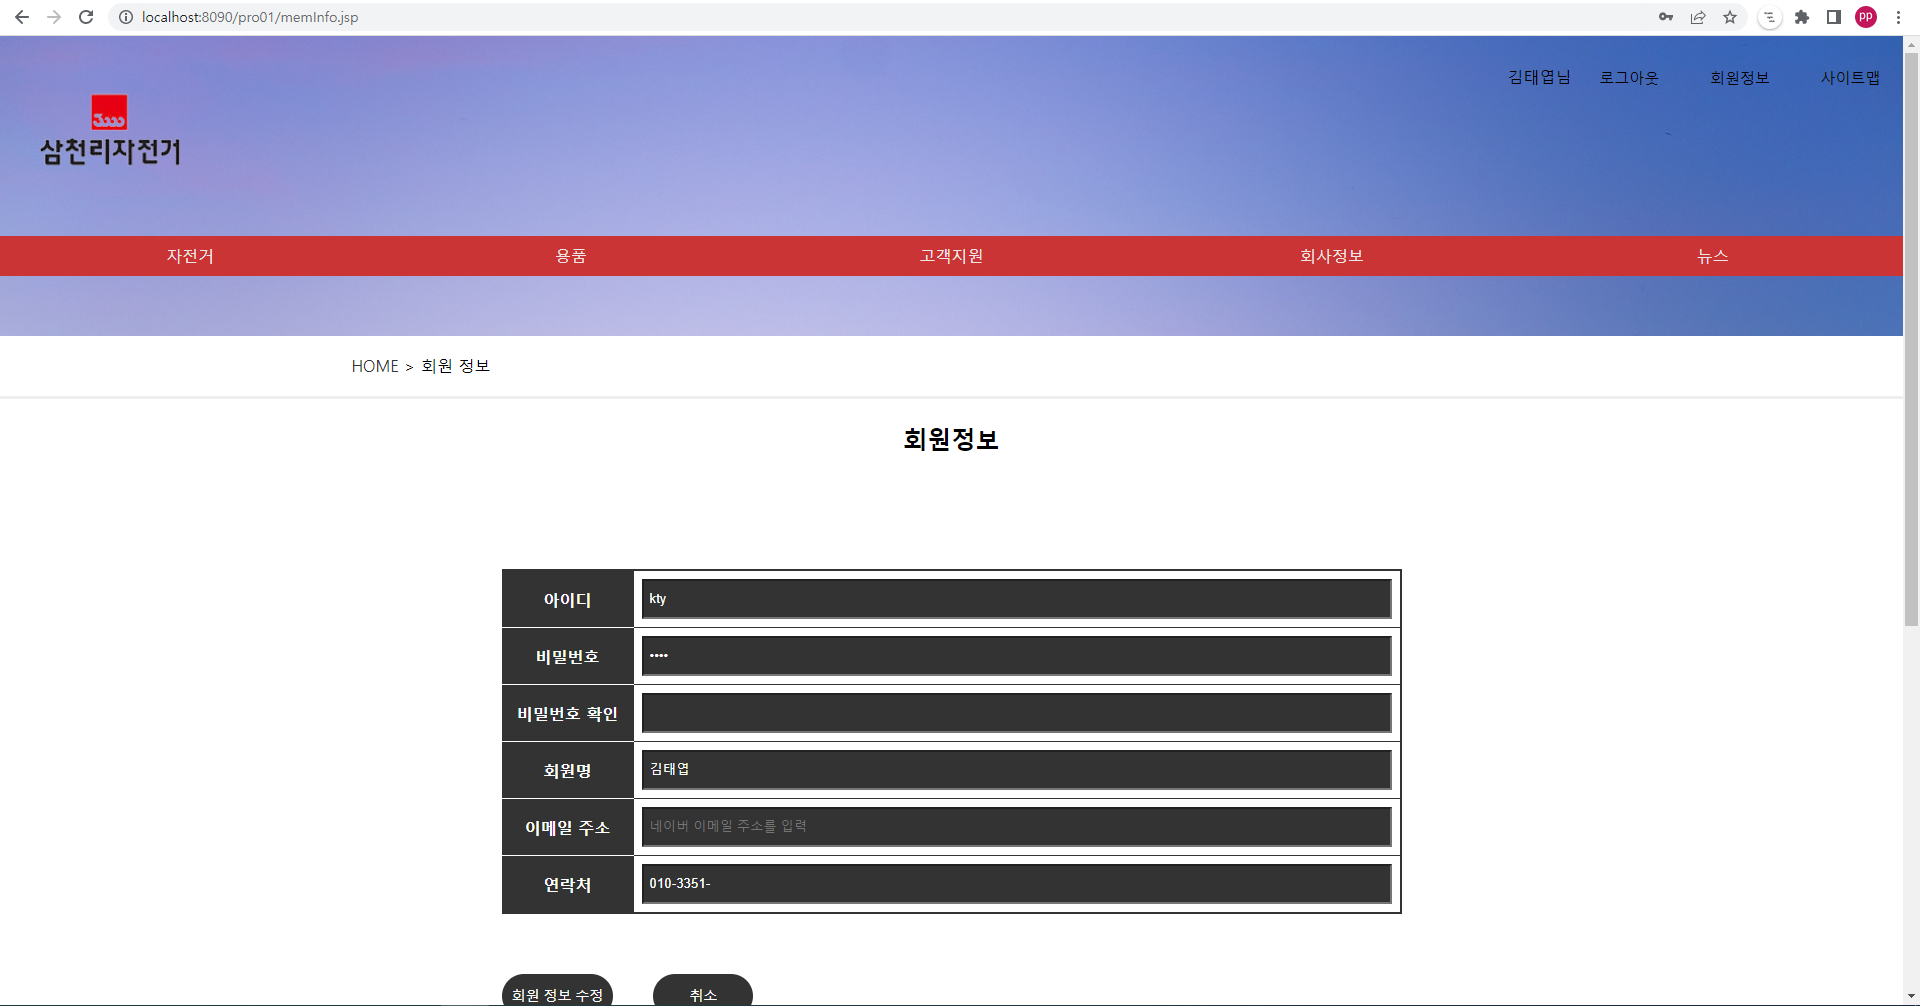 localhost:8090/pro01/memInfo.jsp
PP
김태엽님 로그아웃 회원정보 사이트맵
3000
삼천리자전거
자전거 용품 고객지원 회사정보 뉴스
HOME > 회원 정보
회원정보
아이디 kty
비밀번호 ••••
비밀번호 확인
회원명 김태엽
이메일 주소 네이버 이메일 주소를 입력
연락처 010-3351-
회원 정보 수정 취소